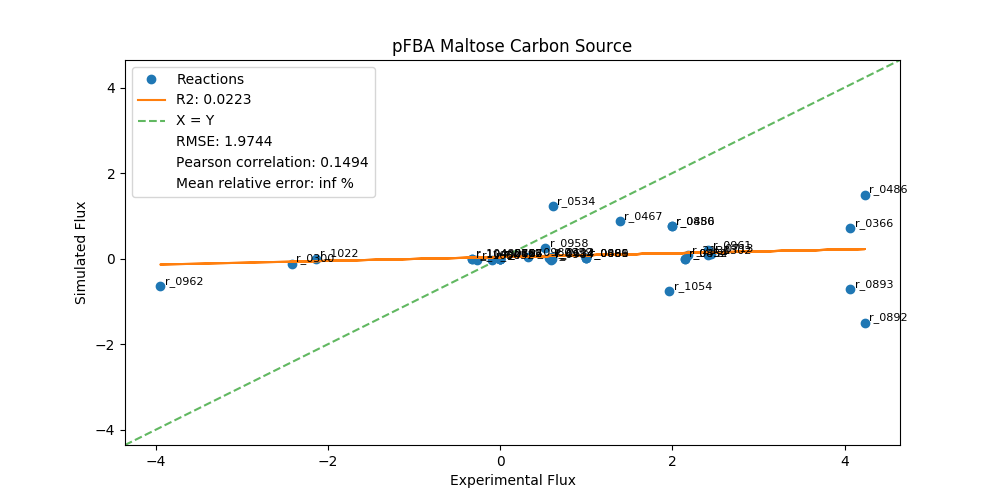 pFBA Maltose Carbon Source
Reactions
R2: 0.0223
X = Y
RMSE: 1.9744
Pearson correlation: 0.1494
Mean relative error: inf %
r_0486
r_0534
r_0467
r_0366
r_0958
r_0961
r_1022
r_0962
r_1054
r_0893
r_0892
4
2
0
−2
−4
Simulated Flux
−4
−2
0
2
4
Experimental Flux